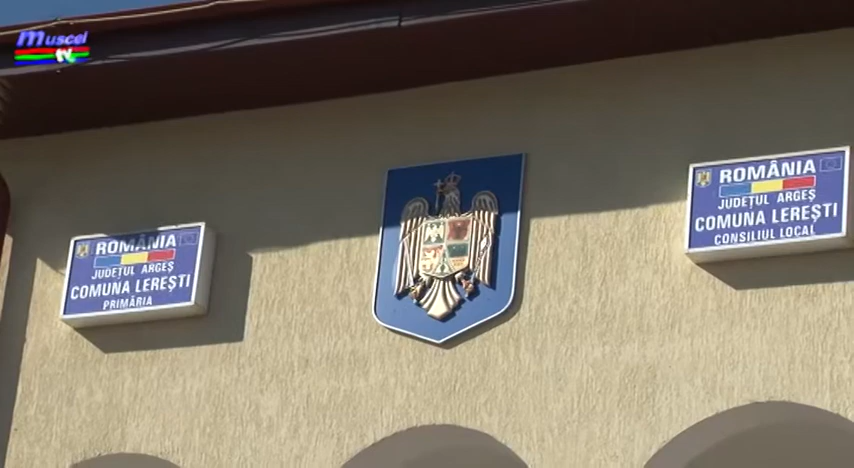 Muscel
tv
ROMÂNIA
JUDEȚUL ARGEȘ
COMUNA LEREȘTI
PRIMĂRIA
ROMÂNIA
JUDEȚUL ARGEȘ
COMUNA LEREȘTI
CONSILIUL LOCAL